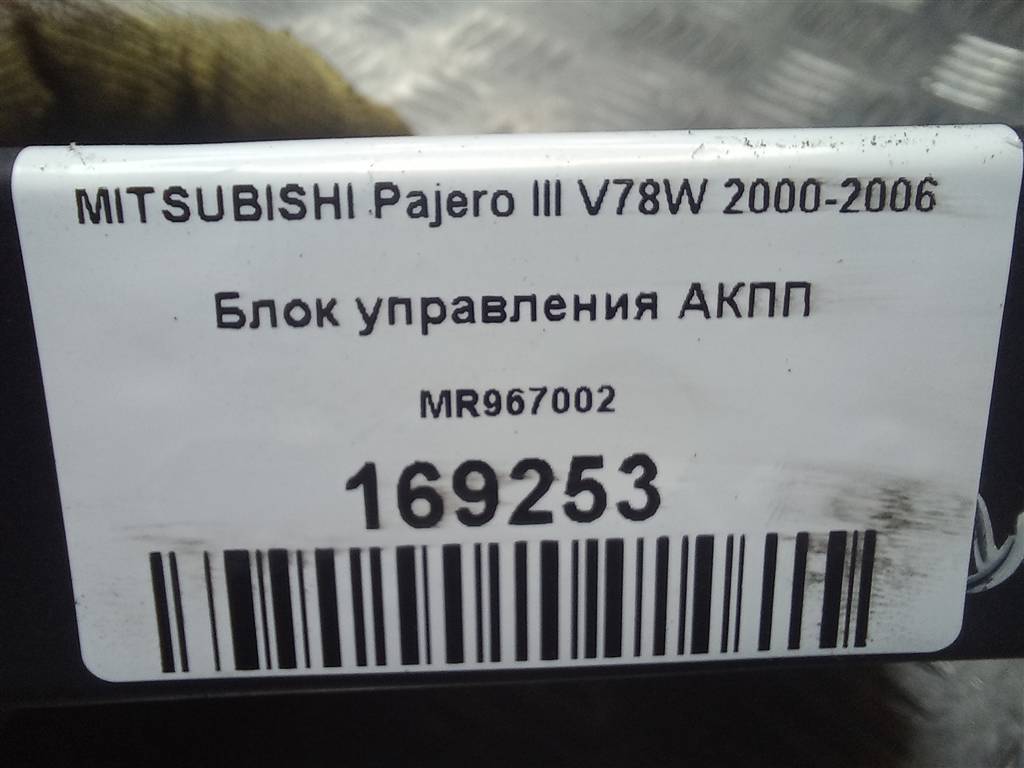 MITSUBISHI Pajero III V78W 2000-2006
Блок управления АКПП
MR967002
169253